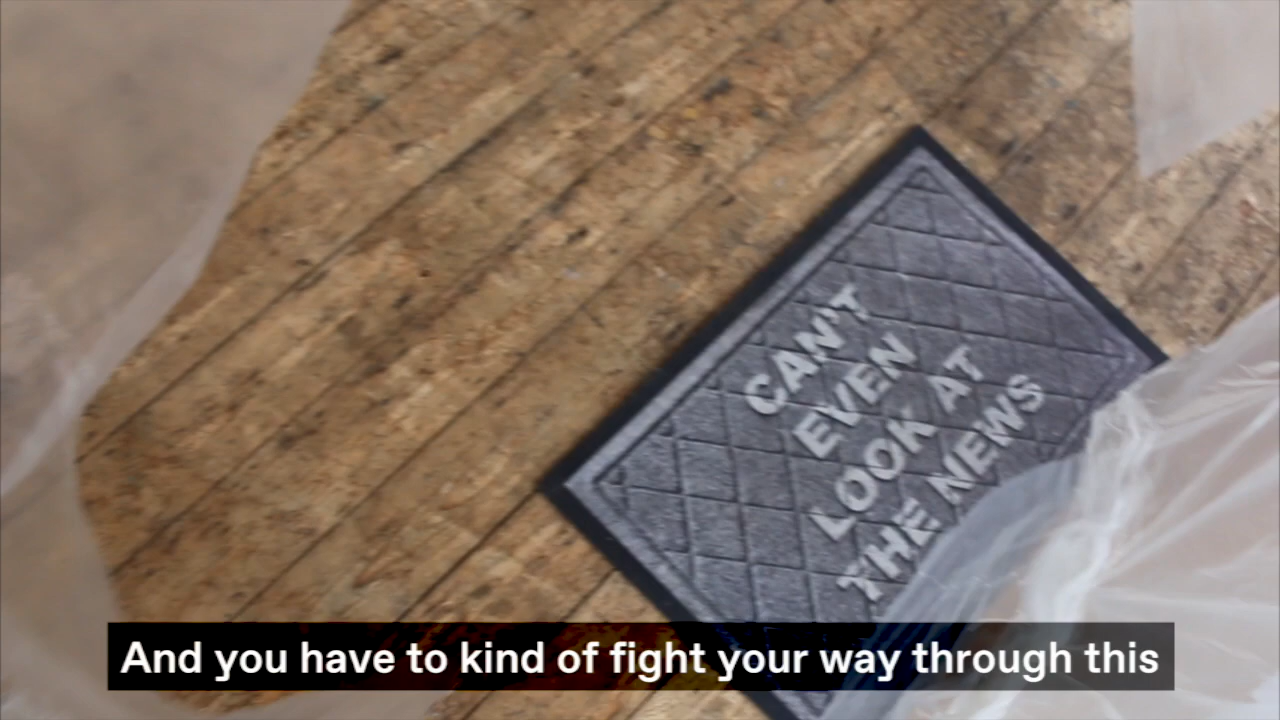 CAN'T
EVEN
LOOK AT
THE NEWS
And you have to kind of fight your way through this